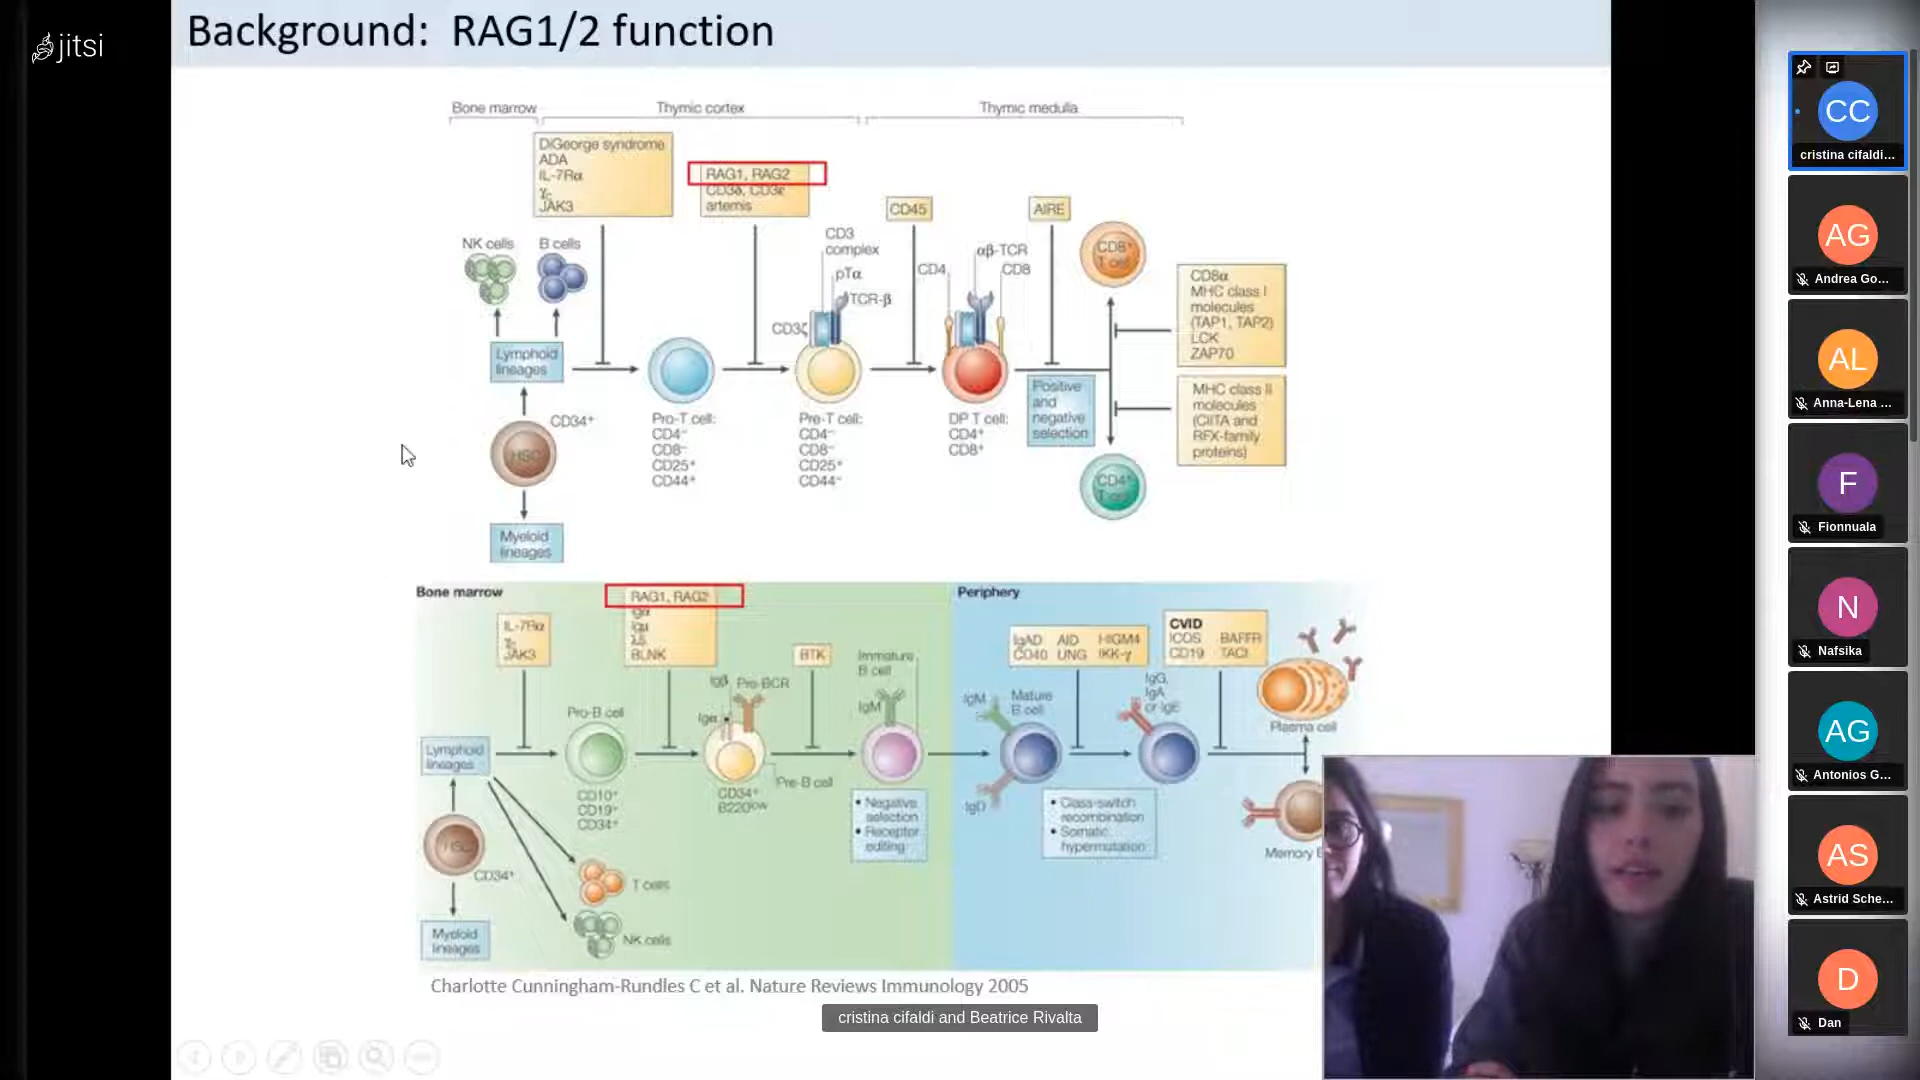 jitsi
Background: RAG1/2 function
Bone marrow
Thymic cortex
Thymic medulla
DiGeorge syndrome
ADA
IL-7Rα
γc
JAK3
RAG1, RAG2
CD3δ, CD3ε
artemis
CD45
AIRE
NK cells
B cells
CD3
complex
pTα
TCR-β
CD3ζ
CD4
αβ-TCR
CD8
CD8+
T cell
CD8α
MHC class I
molecules
(TAP1, TAP2)
LCK
ZAP70
Lymphoid
lineages
CD34+
HSC
Myeloid
lineages
Pro-T cell:
CD4–
CD8–
CD25+
CD44+
Pre-T cell:
CD4–
CD8–
CD25+
CD44–
DP T cell:
CD4+
CD8+
Positive
and
negative
selection
MHC class II
molecules
(CIITA and
RFX-family
proteins)
CD4+
T cell
Bone marrow
IL-7Rα
γc
JAK3
RAG1, RAG2
Igα
Igμ
λ5
BLNK
BTK
Immature
B cell
IgM
Igβ
Pre-BCR
Igα
Pro-B cell
Lymphoid
lineages
CD10+
CD19+
CD34+
CD34+
B220low
Pre-B cell
• Negative
selection
• Receptor
editing
HSC
CD34+
Myeloid
lineages
T cells
NK cells
Periphery
IgAD AID HIGM4
CD40 UNG IKK-γ
CVID
ICOS BAFFR
CD19 TACI
IgM
Mature
B cell
IgD
IgG,
IgA
or IgE
Plasma cell
• Class-switch
recombination
• Somatic
hypermutation
Memory
Charlotte Cunningham-Rundles C et al. Nature Reviews Immunology 2005
cristina cifaldi and Beatrice Rivalta
CC
cristina cifaldi...
AG
Andrea Go...
AL
Anna-Lena ...
F
Fionnuala
N
Nafsika
AG
Antonios G...
AS
Astrid Sche...
D
Dan